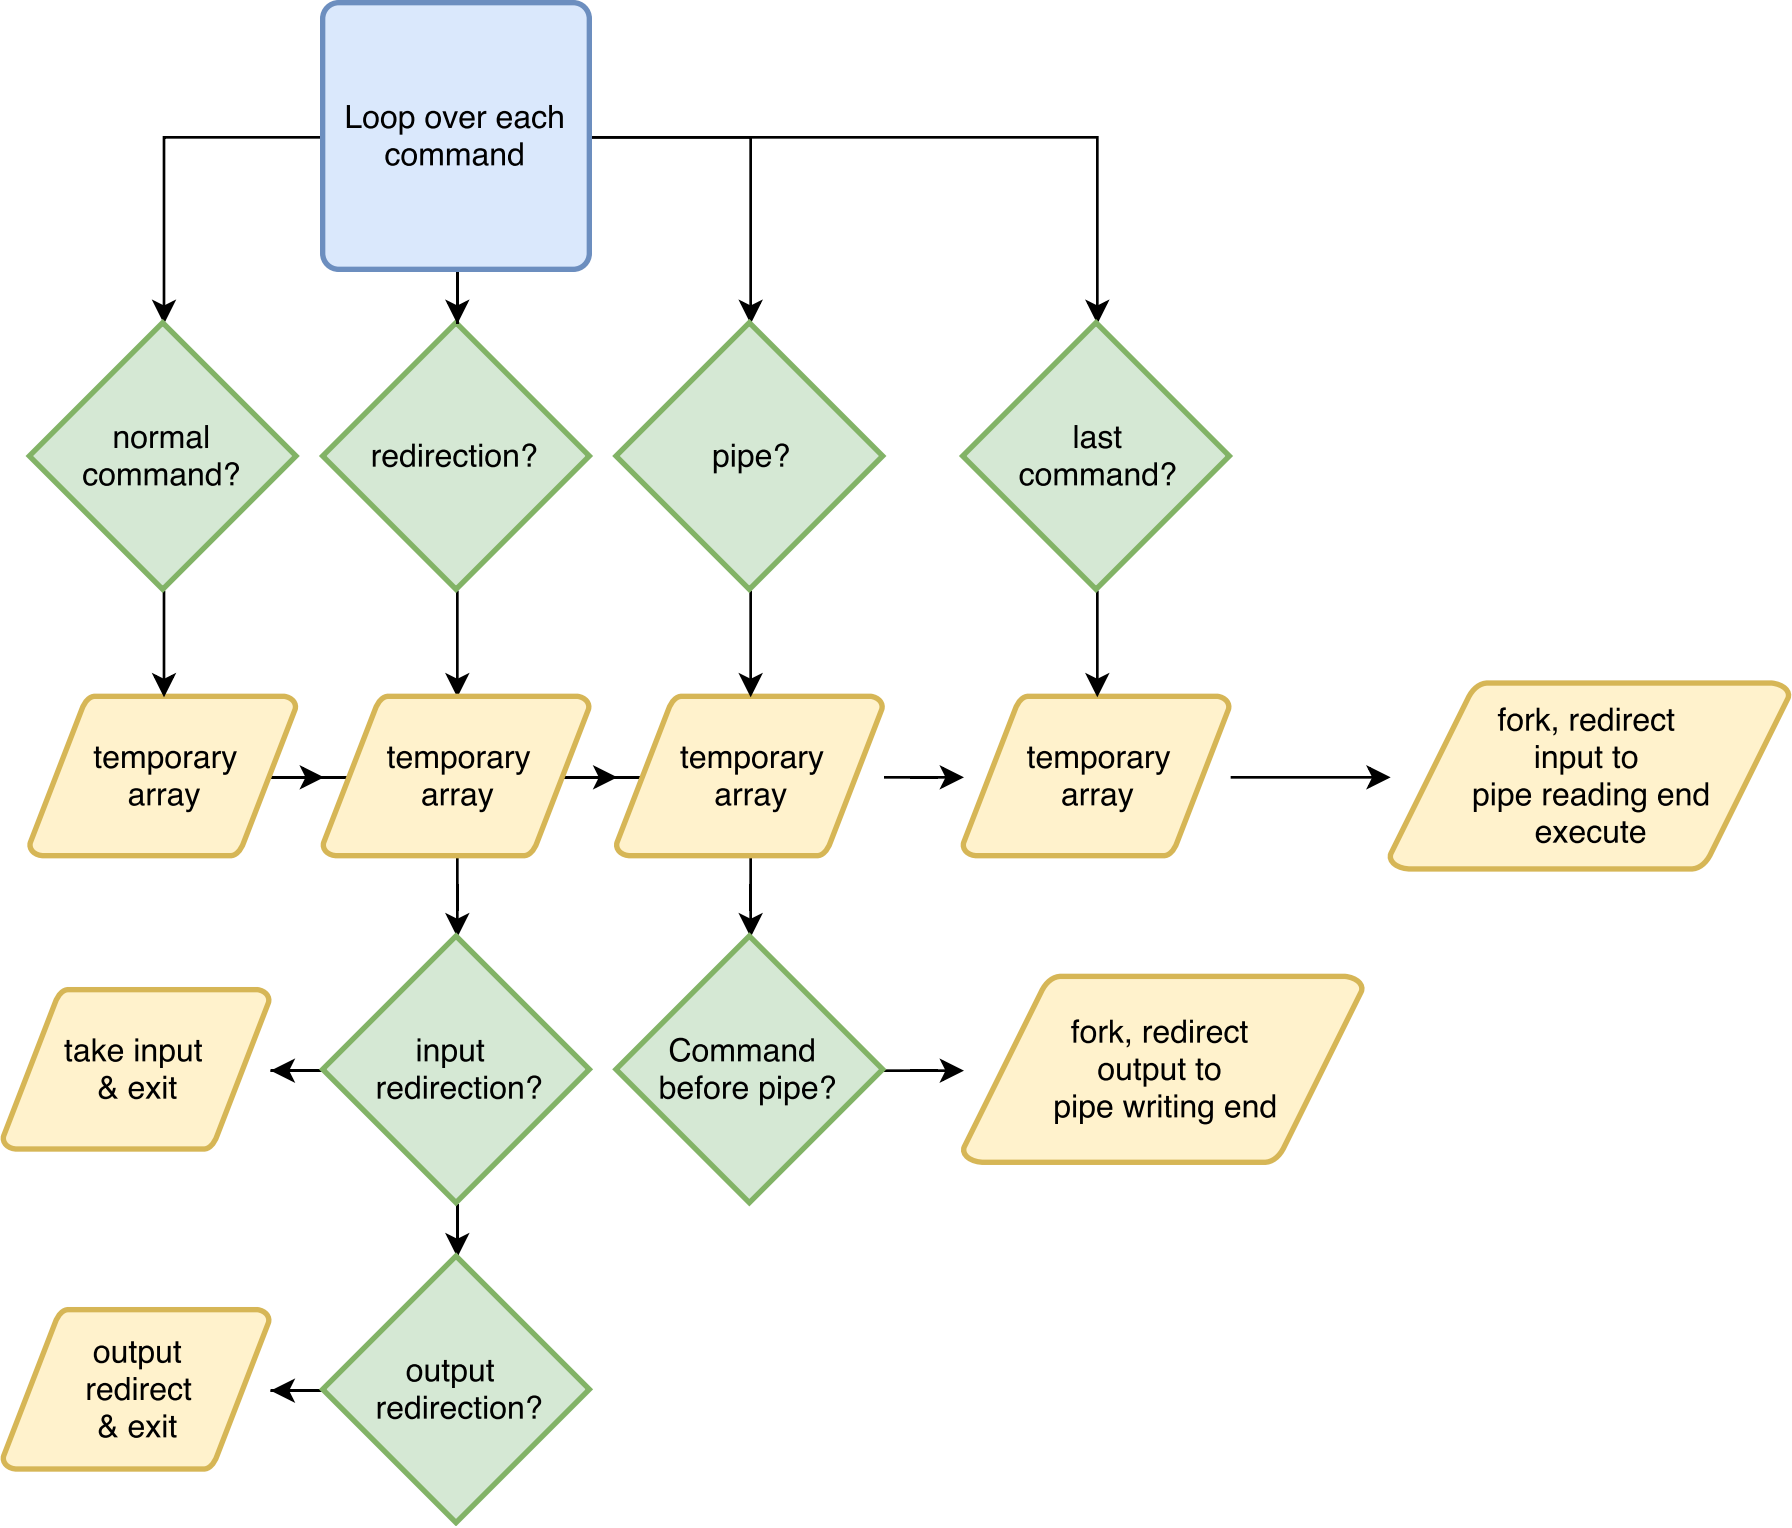 Loop over each
command
normal
command?
redirection?
pipe?
last
command?
temporary
array
temporary
array
temporary
array
temporary
array
fork, redirect
input to
pipe reading end
execute
take input
& exit
input
redirection?
Command
before pipe?
fork, redirect
output to
pipe writing end
output
redirect
& exit
output
redirection?